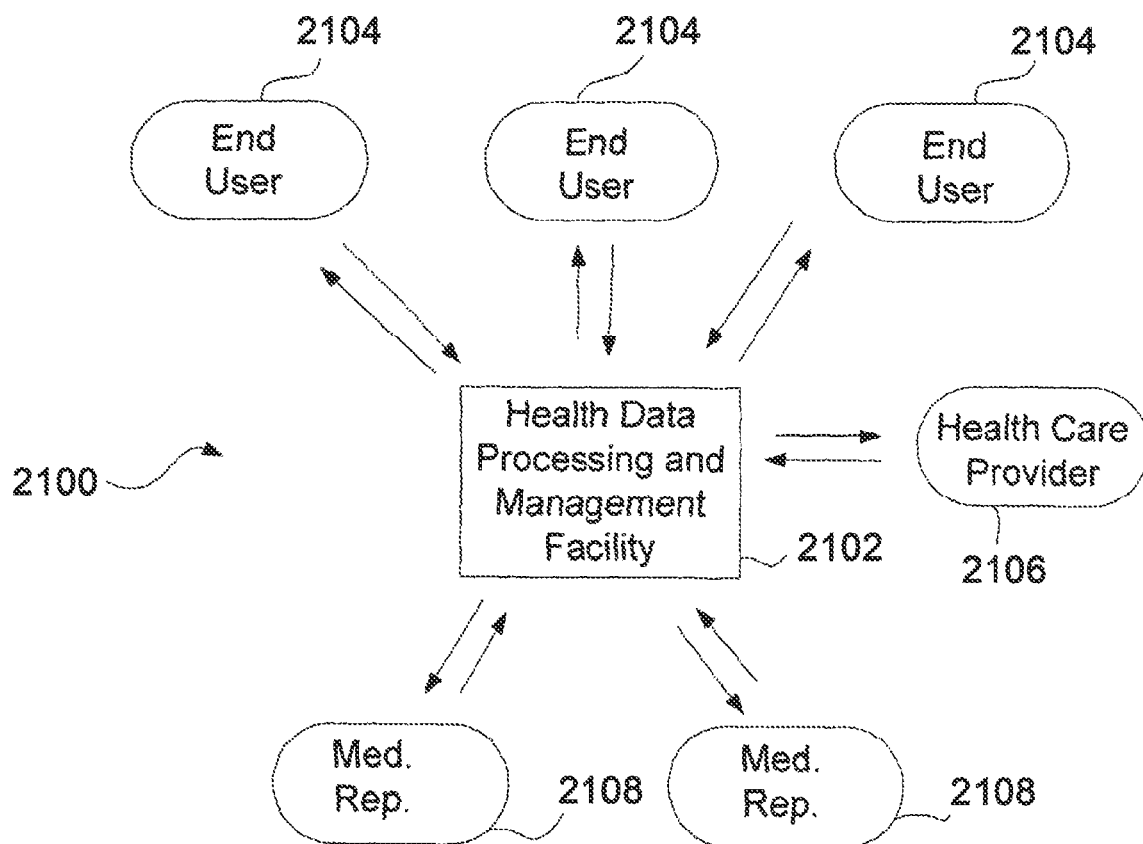 2104
2104
2104
End
User
End
User
End
User
Health Data
Processing and
Management
Facility
Health Care
Provider
2100
2102
2106
Med.
Rep.
2108
Med.
Rep.
2108